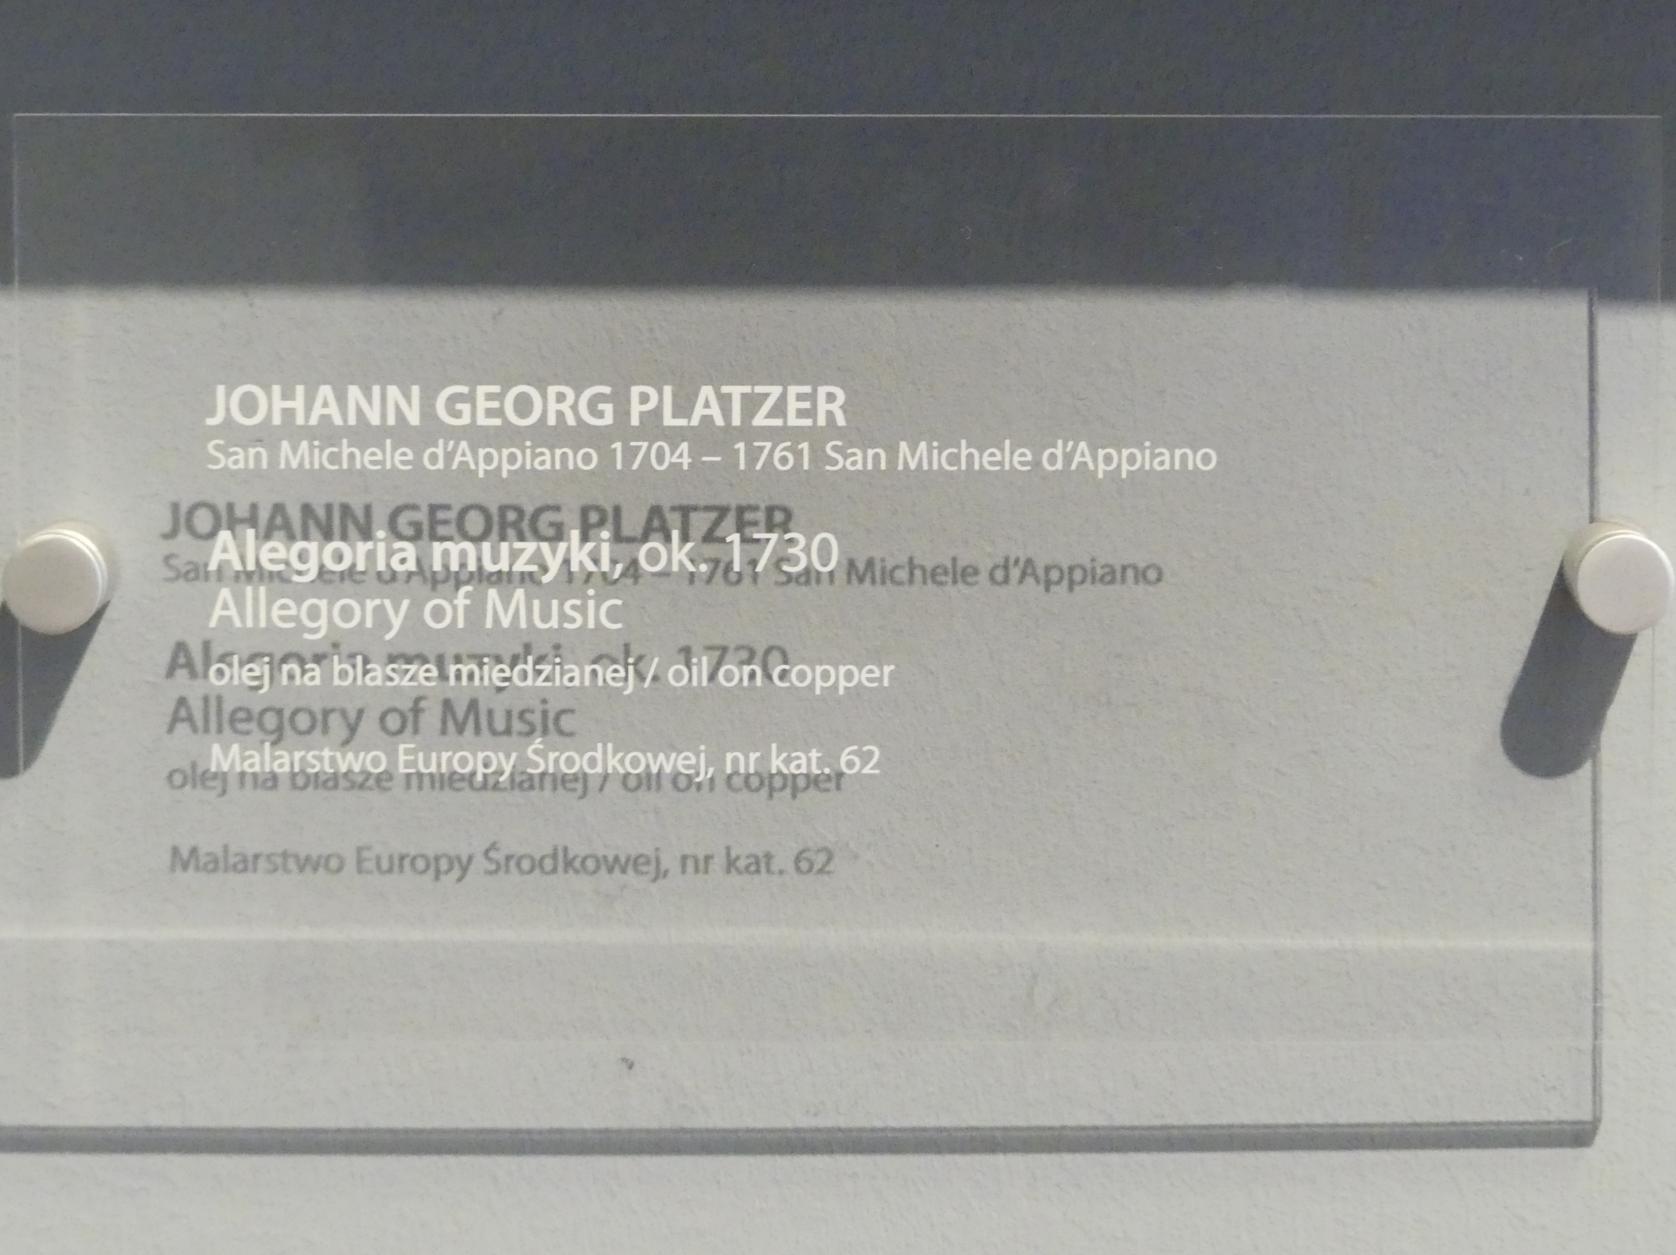 JOHANN GEORG PLATZER
San Michele d'Appiano 1704 – 1761 San Michele d'Appiano
Alegoria muzyki, ok. 1730
Allegory of Music
olej na blasze miedzianej / oil on copper
Malarstwo Europy Środkowej, nr kat. 62